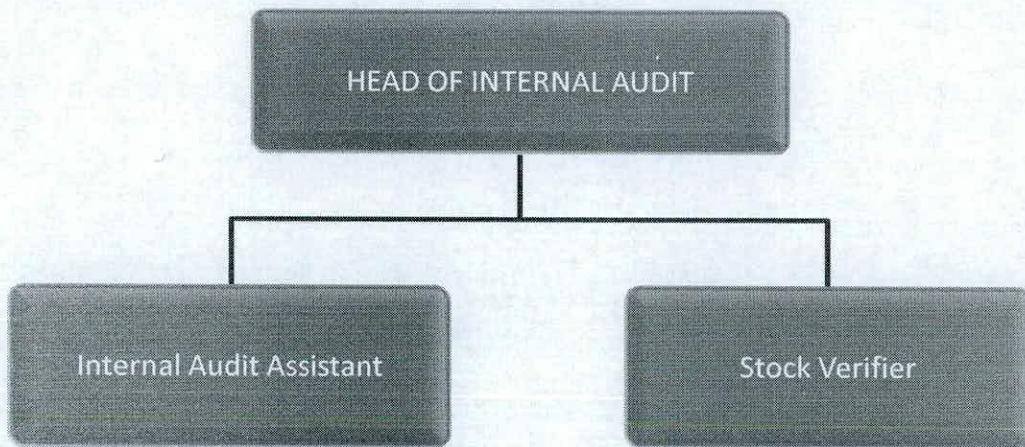 HEAD OF INTERNAL AUDIT
Internal Audit Assistant
Stock Verifier